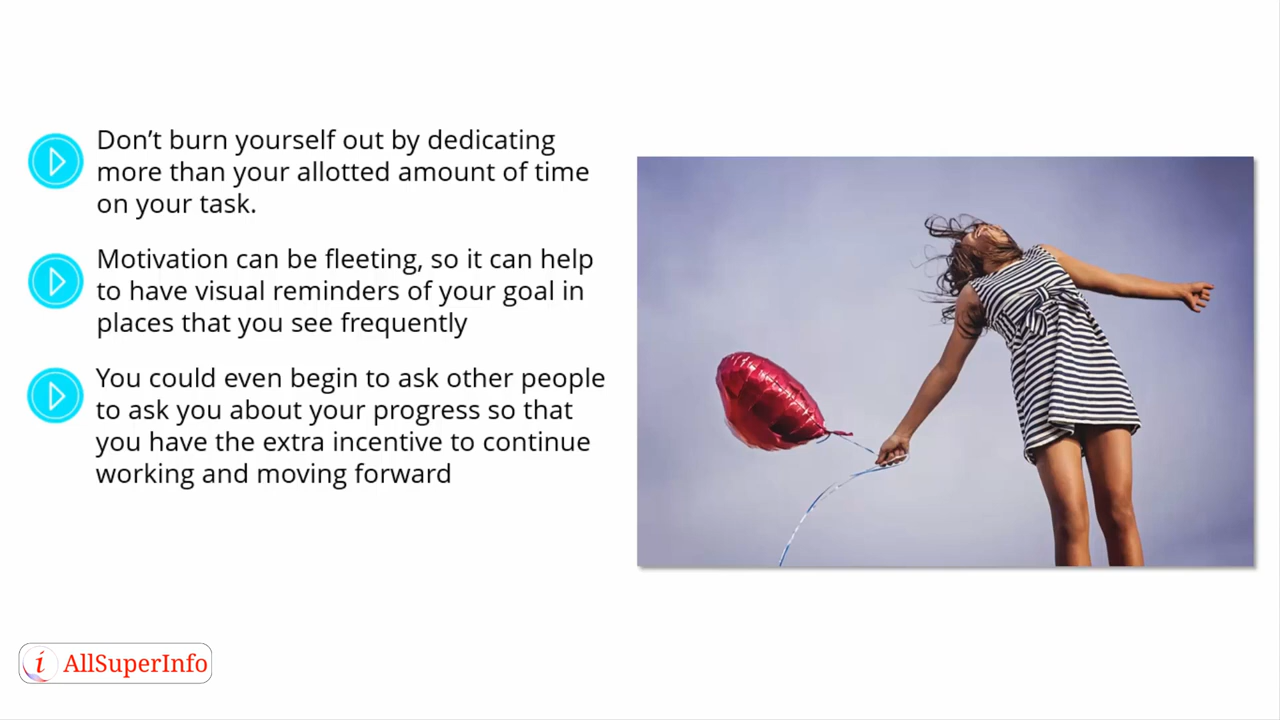 Don’t burn yourself out by dedicating
more than your allotted amount of time
on your task.
Motivation can be fleeting, so it can help
to have visual reminders of your goal in
places that you see frequently
You could even begin to ask other people
to ask you about your progress so that
you have the extra incentive to continue
working and moving forward
i AllSuperInfo